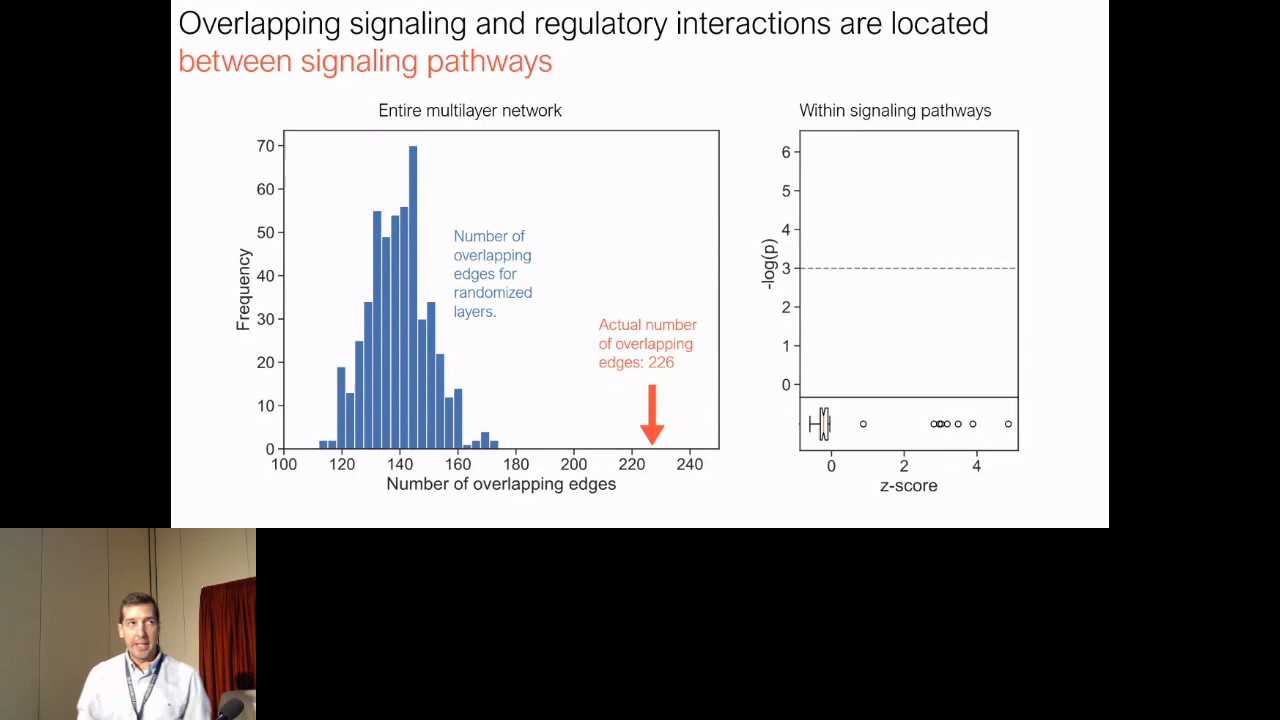 Overlapping signaling and regulatory interactions are located
between signaling pathways
Entire multilayer network
70
60
50
40
30
20
10
0
Frequency
100 120 140 160 180 200 220 240
Number of overlapping edges
Number of
overlapping
edges for
randomized
layers.
Actual number
of overlapping
edges: 226
Within signaling pathways
6
5
4
3
2
1
0
-log(p)
0 2 4
z-score